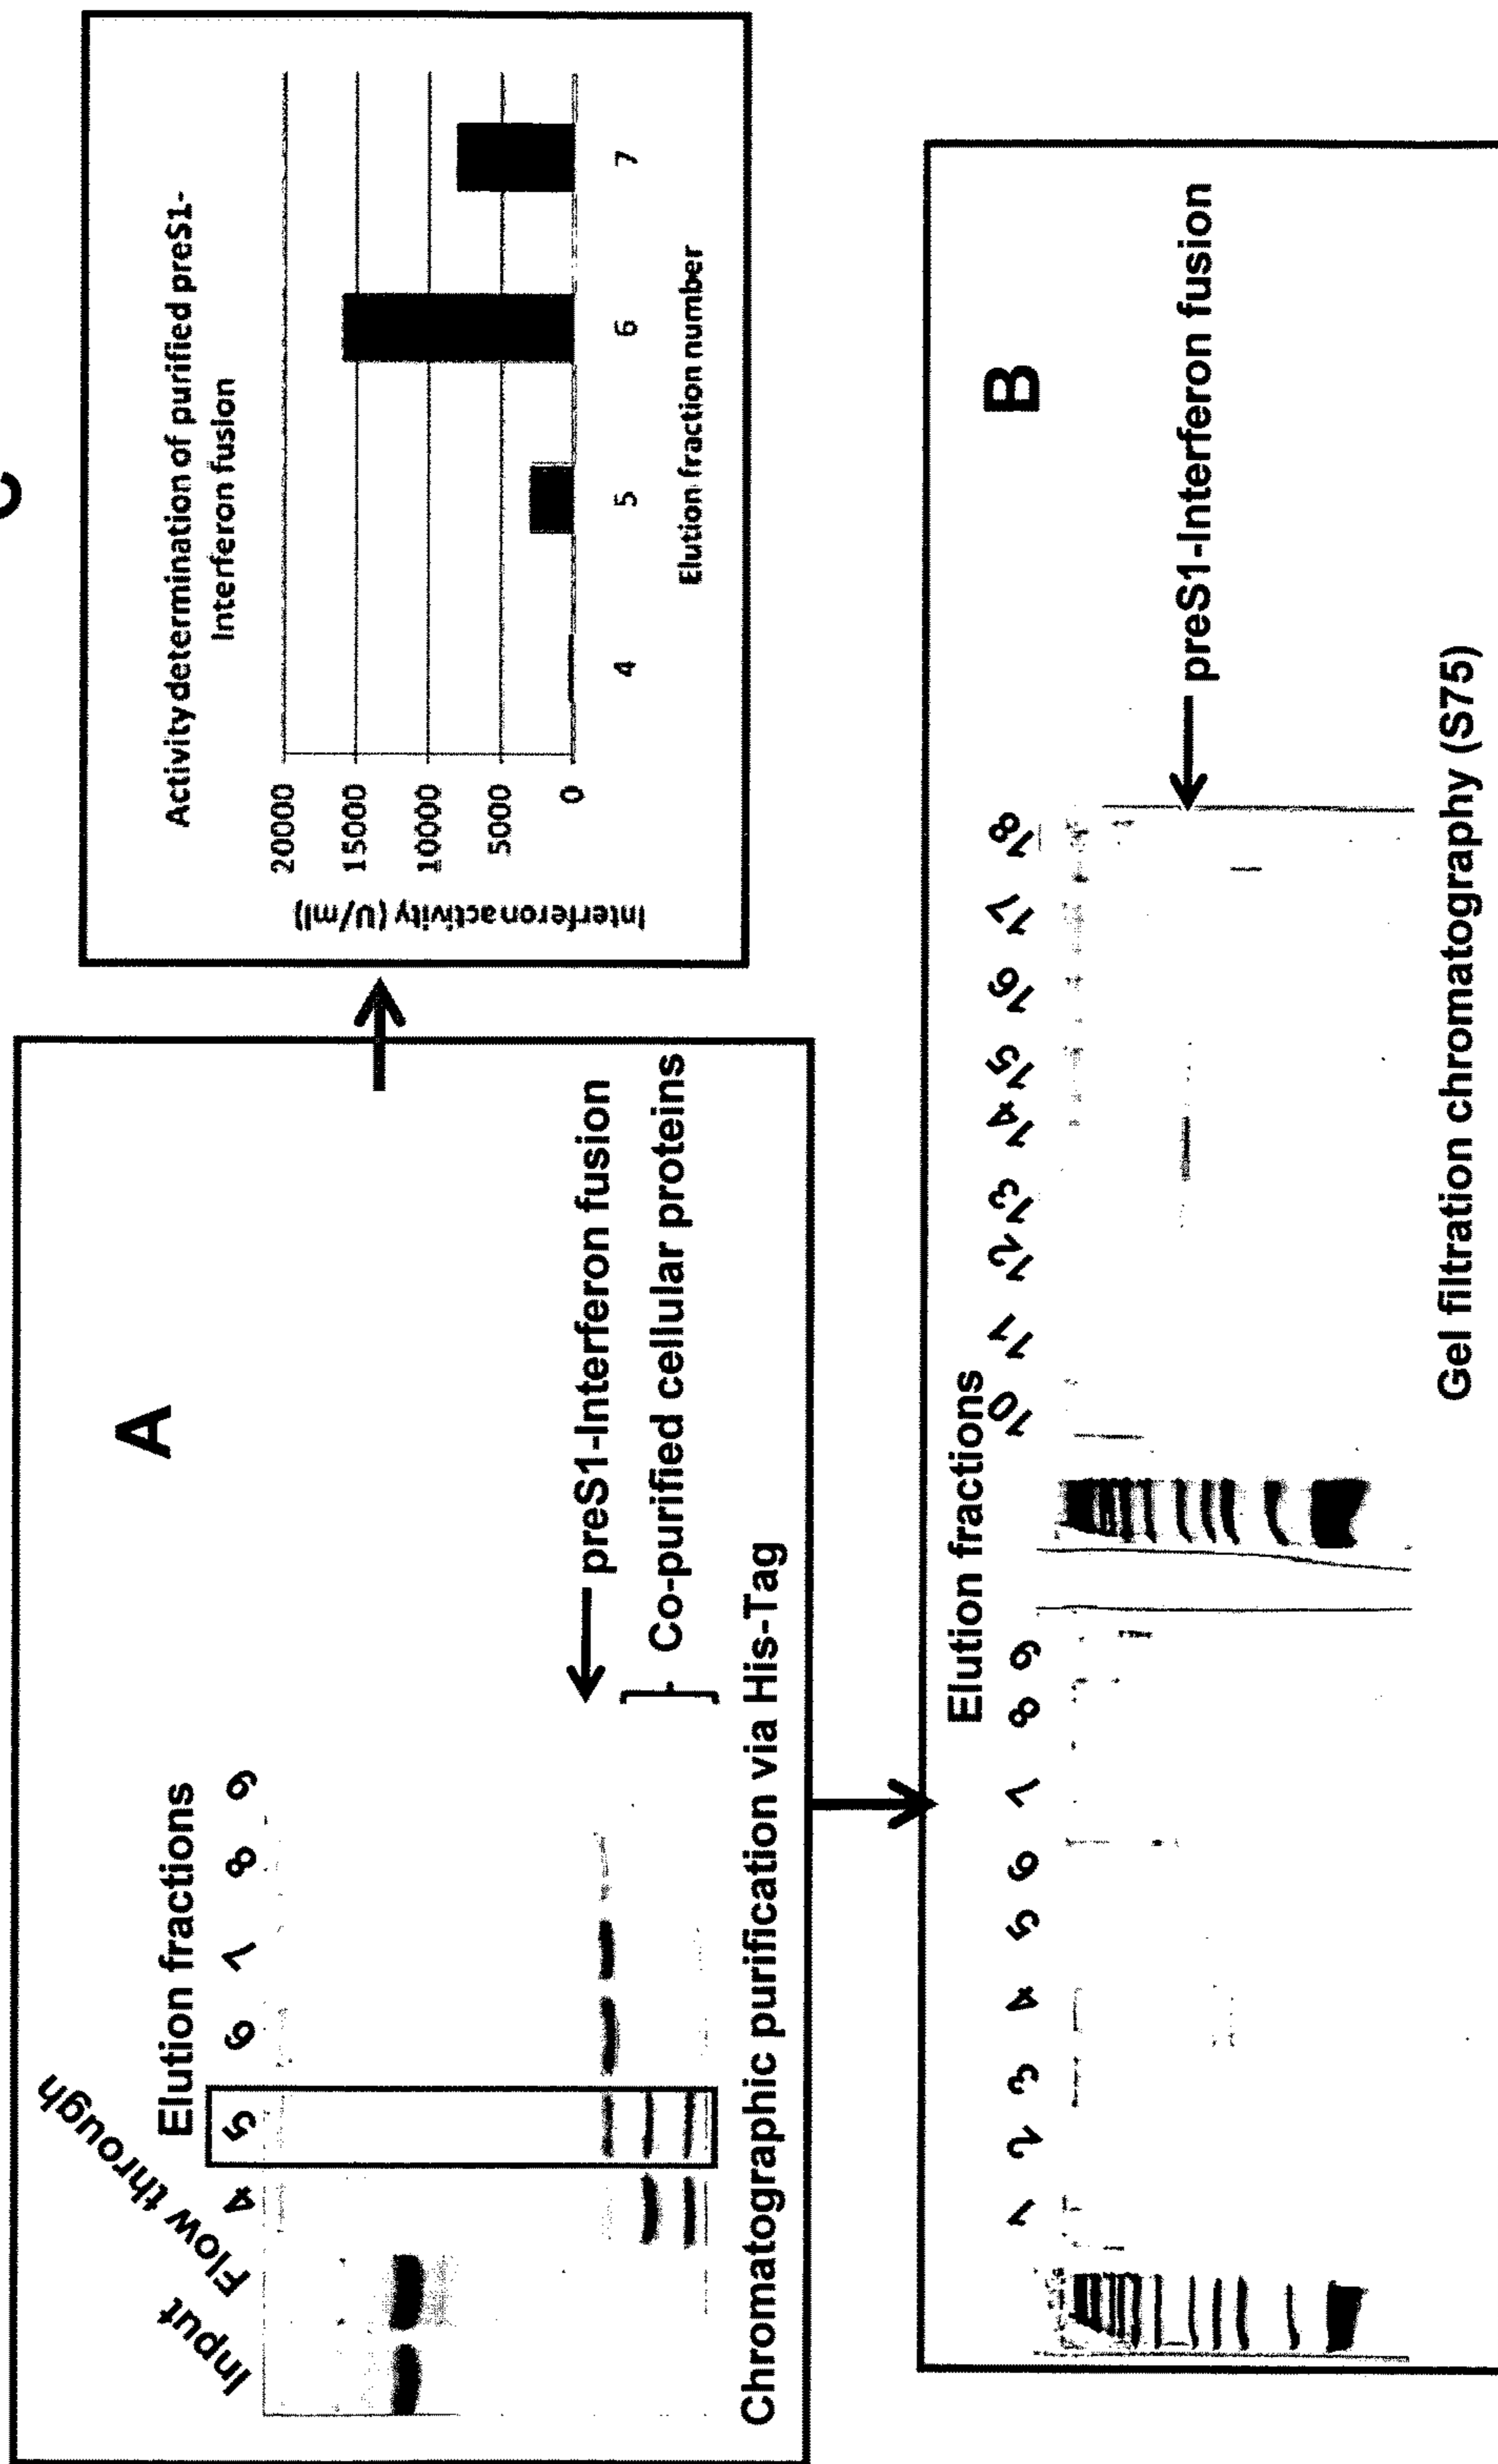 A
Input
Flow through
Elution fractions
4 5 6 7 8 9
preS1-Interferon fusion
Co-purified cellular proteins
Chromatographic purification via His-Tag
C
Activity determination of purified preS1-
Interferon fusion
Interferon activity (U/ml)
20000
15000
10000
5000
0
4 5 6 7
Elution fraction number
B
Elution fractions
1 2 3 4 5 6 7 8 9 10 11 12 13 14 15 16 17 18
preS1-Interferon fusion
Gel filtration chromatography (S75)